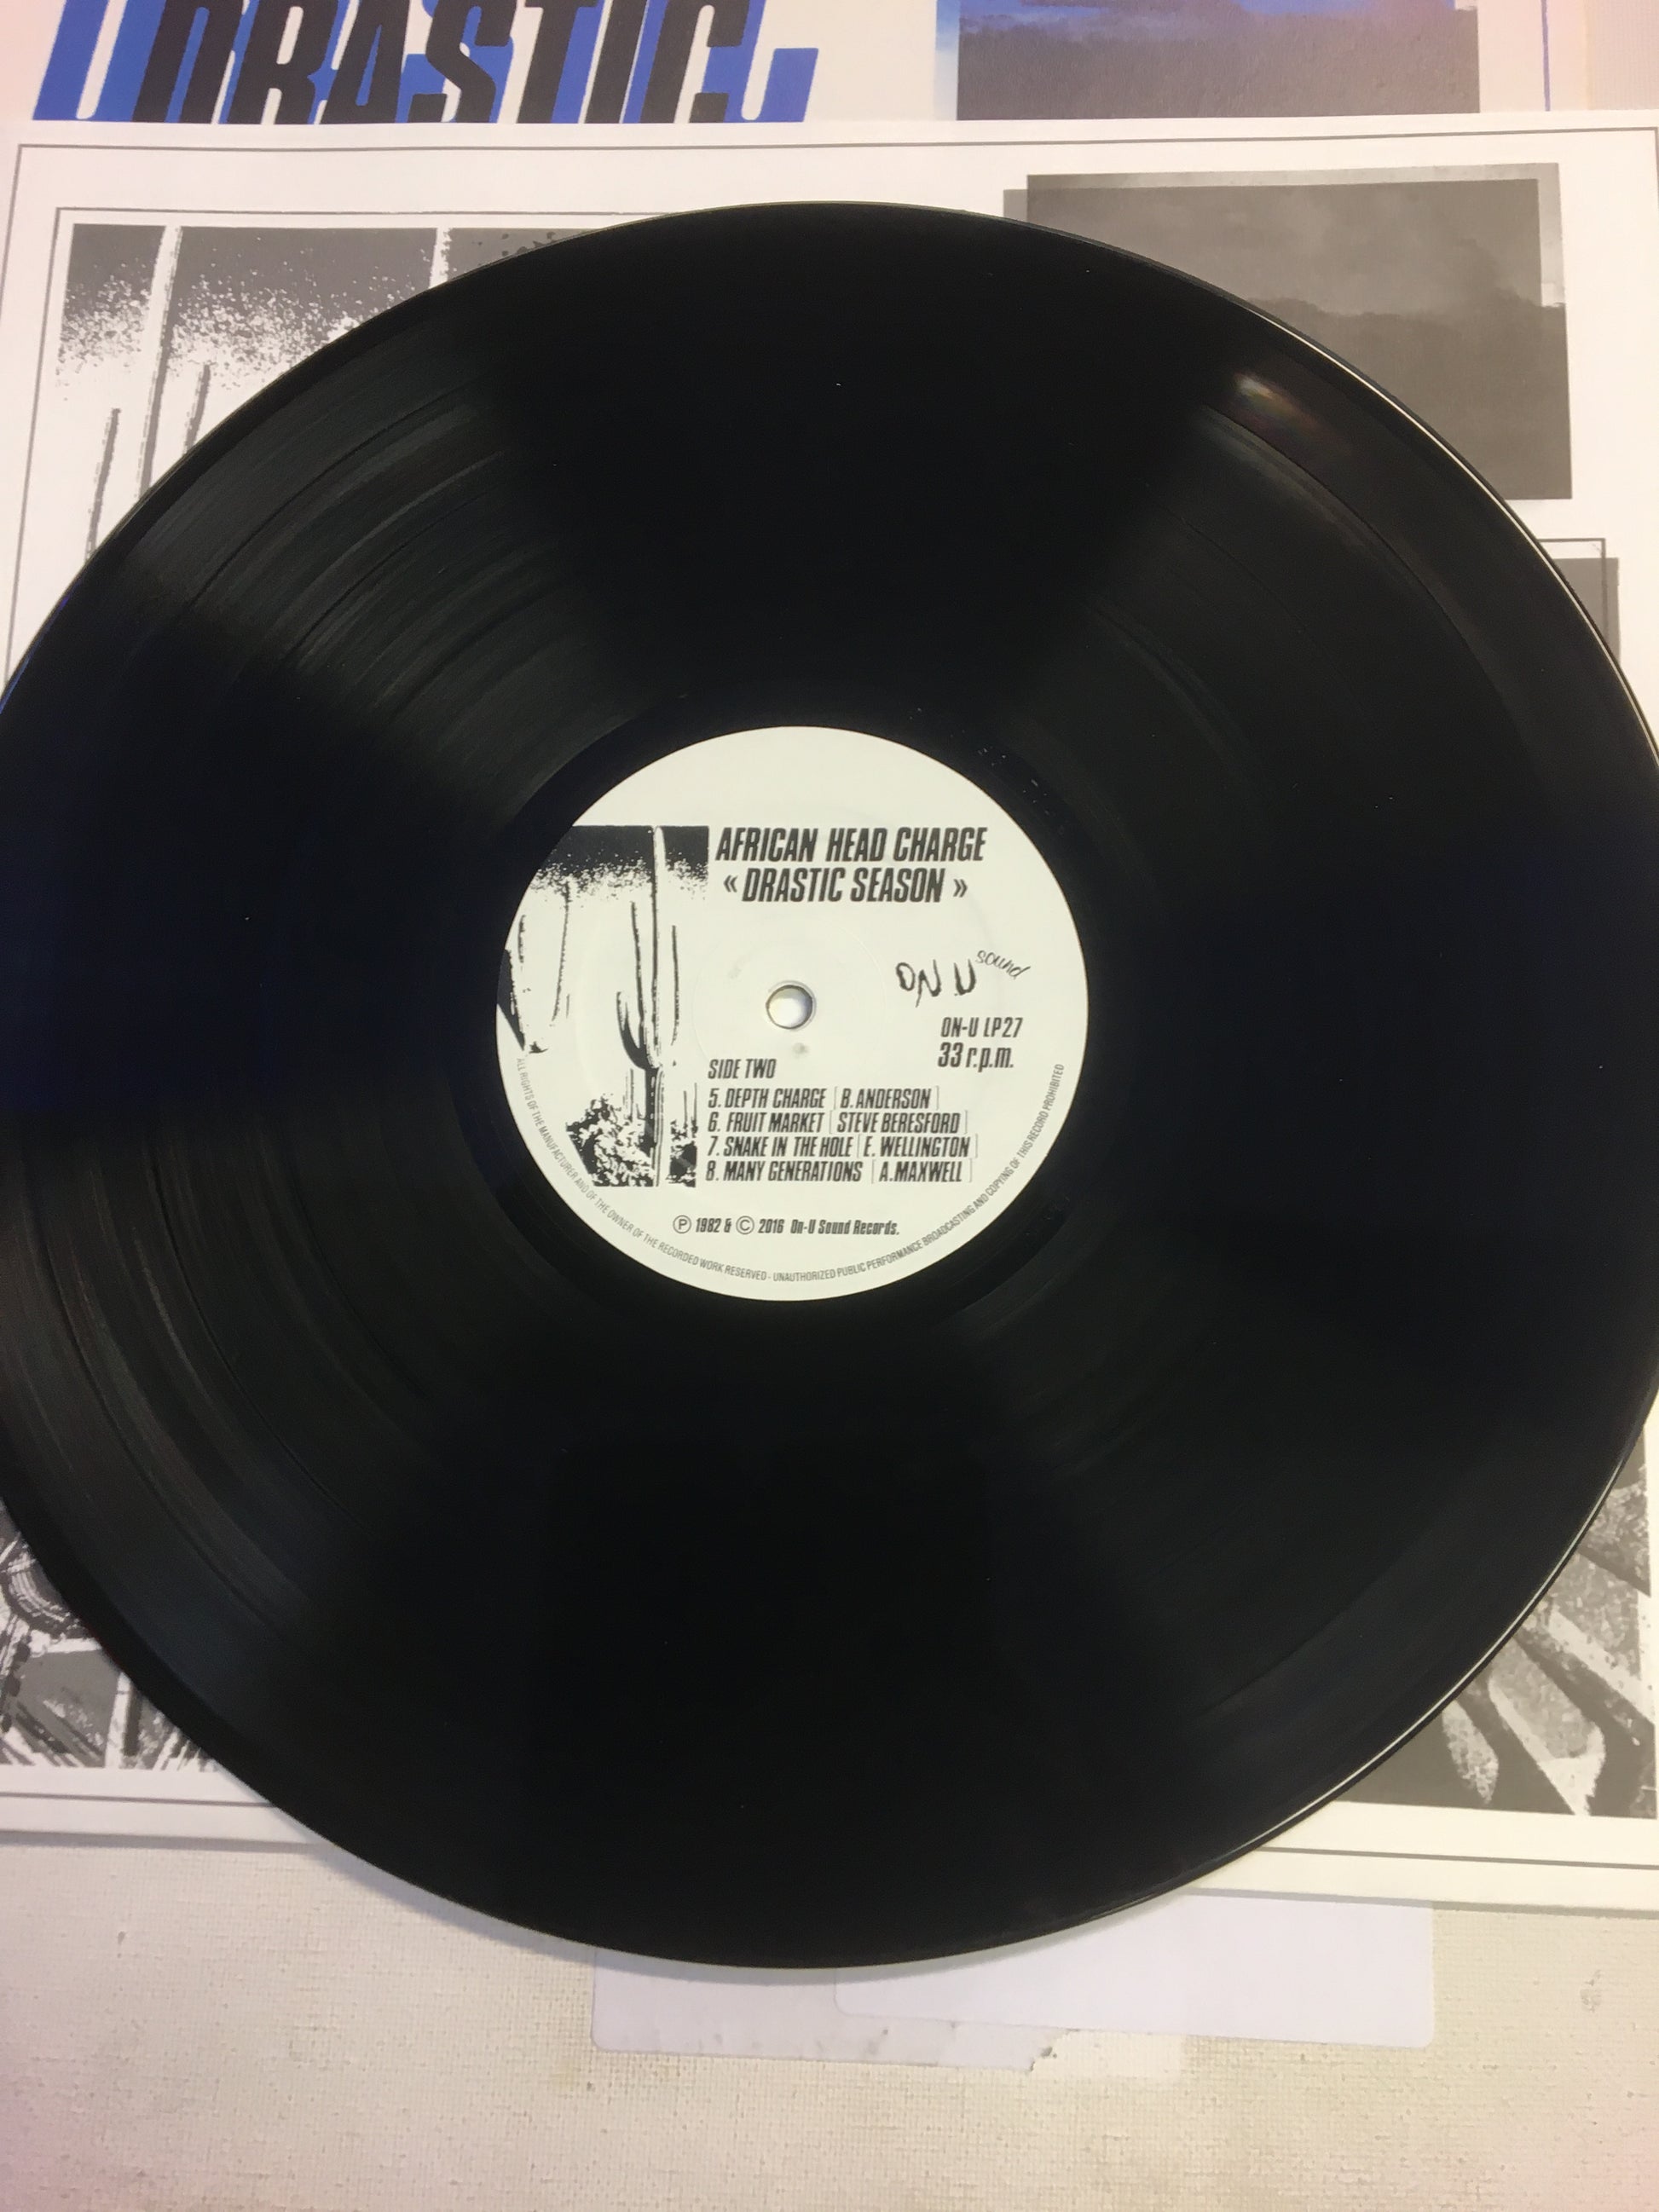 DRASTIC
AFRICAN HEAD CHARGE
« DRASTIC SEASON »
ON U sound
ON-U LP27
33 r.p.m.
SIDE TWO
5. DEPTH CHARGE [B. ANDERSON]
6. FRUIT MARKET [STEVE BERESFORD]
7. SNAKE IN THE HOLE [E. WELLINGTON]
8. MANY GENERATIONS [A.MAXWELL]
Ⓟ 1982 & © 2016 On-U Sound Records.
ALL RIGHTS OF THE MANUFACTURER AND OF THE OWNER OF THE RECORDED WORK RESERVED - UNAUTHORIZED PUBLIC PERFORMANCE BROADCASTING AND COPYING OF THIS RECORD PROHIBITED